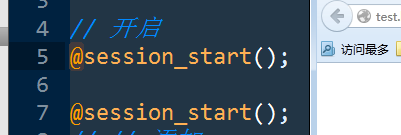 4 // 开启
5 @session_start();
6
7 @session_start();
test.
访问最多